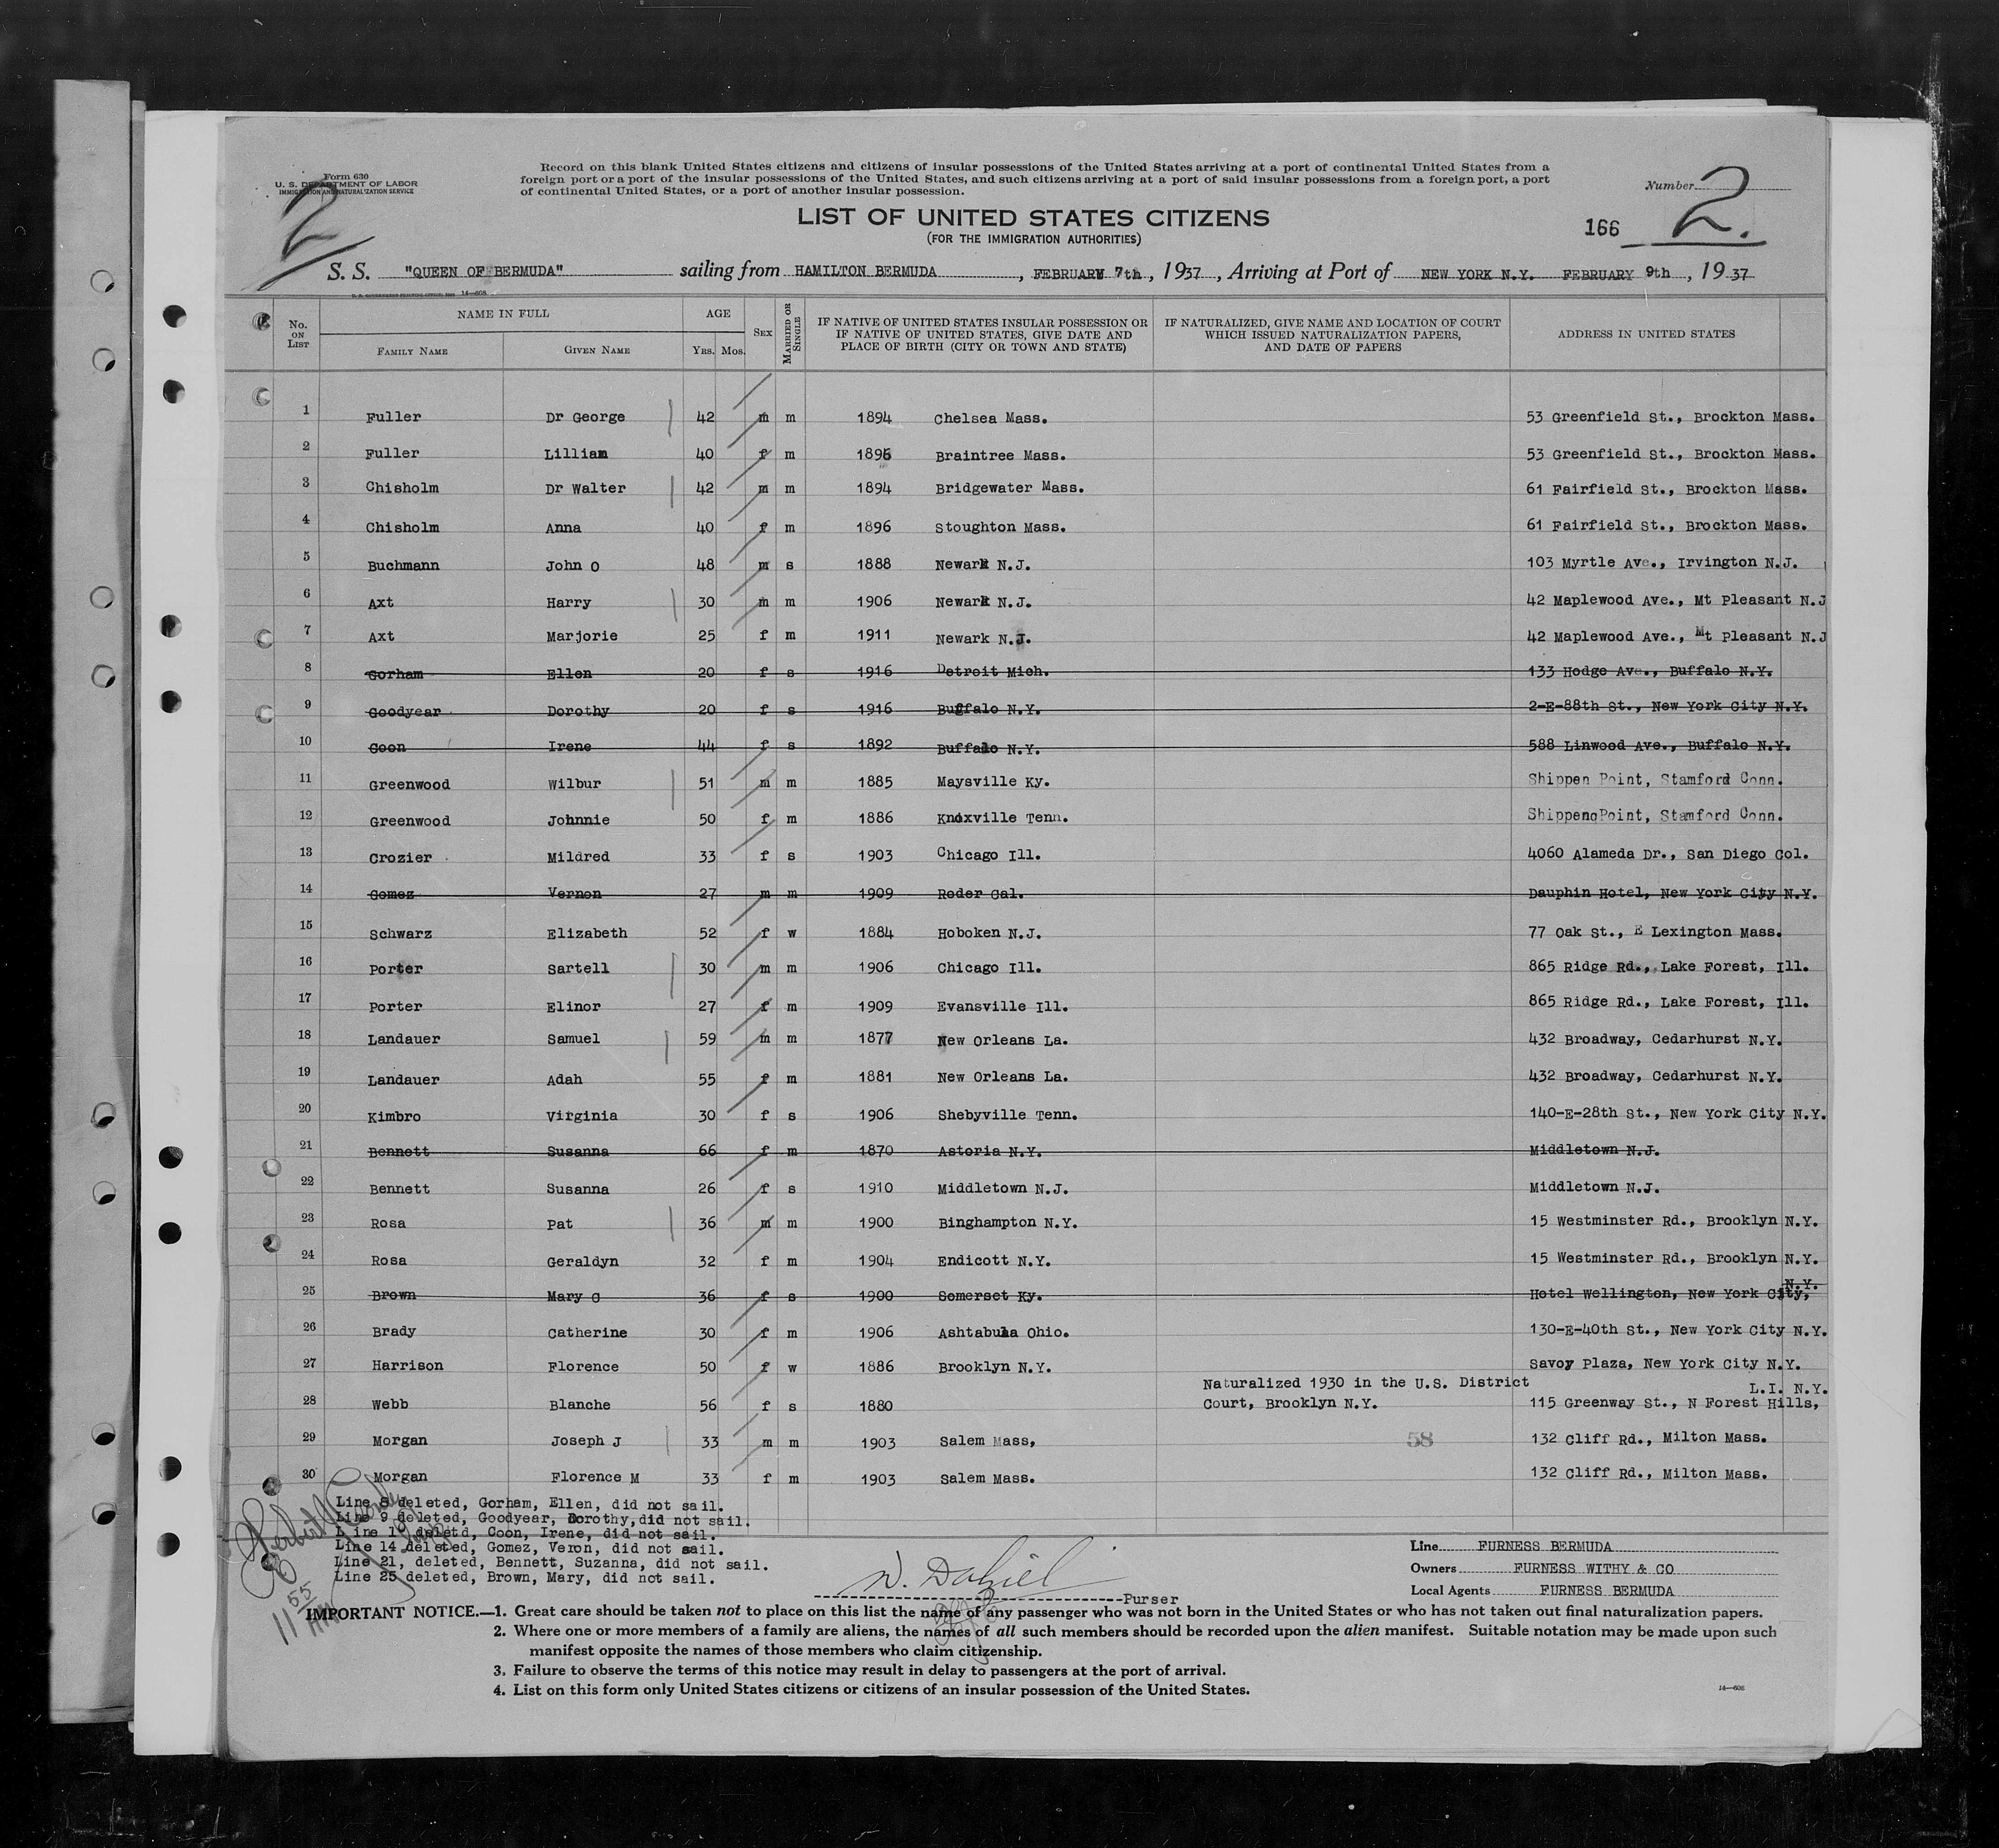 Form 630
U. S. DEPARTMENT OF LABOR
IMMIGRATION AND NATURALIZATION SERVICE
2
Record on this blank United States citizens and citizens of insular possessions of the United States arriving at a port of continental United States from a
foreign port or a port of the insular possessions of the United States, and such citizens arriving at a port of said insular possessions from a foreign port, a port
of continental United States, or a port of another insular possession.
Number 2.
166
LIST OF UNITED STATES CITIZENS
(FOR THE IMMIGRATION AUTHORITIES)
S. S. "QUEEN OF BERMUDA" sailing from HAMILTON BERMUDA, FEBRUARY 7th, 1937, Arriving at Port of NEW YORK N.Y. FEBRUARY 9th, 1937
No. ON LIST NAME IN FULL FAMILY NAME GIVEN NAME AGE YRS. MOS. SEX MARRIED OR SINGLE IF NATIVE OF UNITED STATES INSULAR POSSESSION OR IF NATIVE OF UNITED STATES, GIVE DATE AND PLACE OF BIRTH (CITY OR TOWN AND STATE) IF NATURALIZED, GIVE NAME AND LOCATION OF COURT WHICH ISSUED NATURALIZATION PAPERS, AND DATE OF PAPERS ADDRESS IN UNITED STATES
1 Fuller Dr George 42 m m 1894 Chelsea Mass. 53 Greenfield St., Brockton Mass.
2 Fuller Lillian 40 f m 1896 Braintree Mass. 53 Greenfield St., Brockton Mass.
3 Chisholm Dr Walter 42 m m 1894 Bridgewater Mass. 61 Fairfield St., Brockton Mass.
4 Chisholm Anna 40 f m 1896 Stoughton Mass. 61 Fairfield St., Brockton Mass.
5 Buchmann John O 48 m s 1888 Newark N.J. 103 Myrtle Ave., Irvington N.J.
6 Axt Harry 30 m m 1906 Newark N.J. 42 Maplewood Ave., Mt Pleasant N.J
7 Axt Marjorie 25 f m 1911 Newark N.J. 42 Maplewood Ave., Mt Pleasant N.J
8 Gorham Ellen 20 f s 1916 Detroit Mich. 133 Hodge Ave., Buffalo N.Y.
9 Goodyear Dorothy 20 f s 1916 Buffalo N.Y. 2-E-88th St., New York City N.Y.
10 Coon Irene 44 f s 1892 Buffalo N.Y. 588 Linwood Ave., Buffalo N.Y.
11 Greenwood Wilbur 51 m m 1885 Maysville Ky. Shippen Point, Stamford Conn.
12 Greenwood Johnnie 50 f m 1886 Knoxville Tenn. ShippenoPoint, Stamford Conn.
13 Crozier Mildred 33 f s 1903 Chicago Ill. 4060 Alameda Dr., San Diego Col.
14 Gomez Vernon 27 m m 1909 Roder Cal. Dauphin Hotel, New York City N.Y.
15 Schwarz Elizabeth 52 f w 1884 Hoboken N.J. 77 Oak St., E Lexington Mass.
16 Porter Sartell 30 m m 1906 Chicago Ill. 865 Ridge Rd., Lake Forest, Ill.
17 Porter Elinor 27 f m 1909 Evansville Ill. 865 Ridge Rd., Lake Forest, Ill.
18 Landauer Samuel 59 m m 1877 New Orleans La. 432 Broadway, Cedarhurst N.Y.
19 Landauer Adah 55 f m 1881 New Orleans La. 432 Broadway, Cedarhurst N.Y.
20 Kimbro Virginia 30 f s 1906 Shebyville Tenn. 140-E-28th St., New York City N.Y.
21 Bennett Susanna 66 f m 1870 Astoria N.Y. Middletown N.J.
22 Bennett Susanna 26 f s 1910 Middletown N.J. Middletown N.J.
23 Rosa Pat 36 m m 1900 Binghampton N.Y. 15 Westminster Rd., Brooklyn N.Y.
24 Rosa Geraldyn 32 f m 1904 Endicott N.Y. 15 Westminster Rd., Brooklyn N.Y.
25 Brown Mary C 36 f s 1900 Somerset Ky. Hotel Wellington, New York City, N.Y.
26 Brady Catherine 30 f m 1906 Ashtabula Ohio. 130-E-40th St., New York City N.Y.
27 Harrison Florence 50 f w 1886 Brooklyn N.Y. Savoy Plaza, New York City N.Y.
28 Webb Blanche 56 f s 1880 Naturalized 1930 in the U.S. District Court, Brooklyn N.Y. 115 Greenway St., N Forest Hills, L.I. N.Y.
29 Morgan Joseph J 33 m m 1903 Salem Mass, 58 132 Cliff Rd., Milton Mass.
30 Morgan Florence M 33 f m 1903 Salem Mass. 132 Cliff Rd., Milton Mass.
Line 8 deleted, Gorham, Ellen, did not sail.
Line 9 deleted, Goodyear, Dorothy, did not sail.
Line 1 deletd, Coon, Irene, did not sail.
Line 14 deleted, Gomez, Veron, did not sail.
Line 21, deleted, Bennett, Suzanna, did not sail.
Line 25 deleted, Brown, Mary, did not sail.
11 55 AM
Purser
Line FURNESS BERMUDA
Owners FURNESS WITHY & CO
Local Agents FURNESS BERMUDA
IMPORTANT NOTICE.—1. Great care should be taken not to place on this list the name of any passenger who was not born in the United States or who has not taken out final naturalization papers.
2. Where one or more members of a family are aliens, the names of all such members should be recorded upon the alien manifest. Suitable notation may be made upon such
manifest opposite the names of those members who claim citizenship.
3. Failure to observe the terms of this notice may result in delay to passengers at the port of arrival.
4. List on this form only United States citizens or citizens of an insular possession of the United States.
14—608